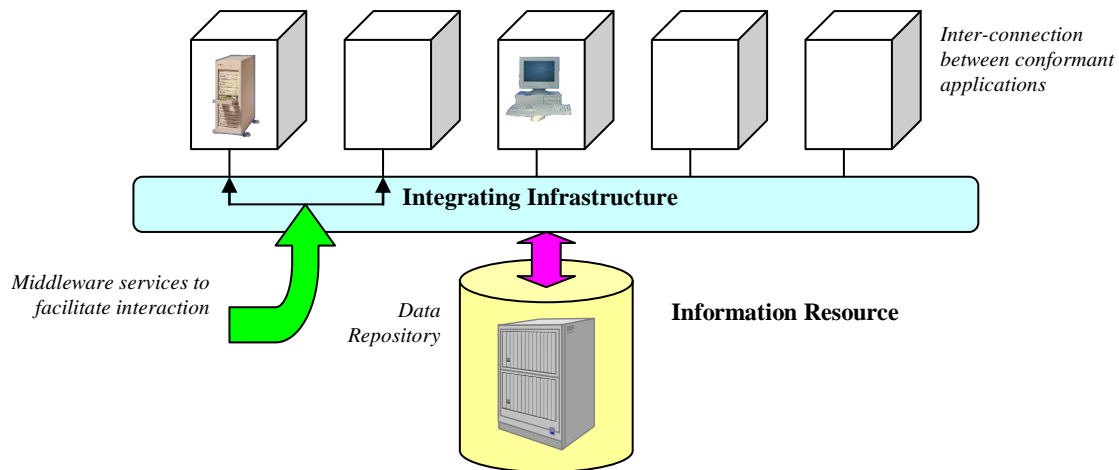 Inter-connection
between conformant
applications
Integrating Infrastructure
Middleware services to
facilitate interaction
Data
Repository
Information Resource